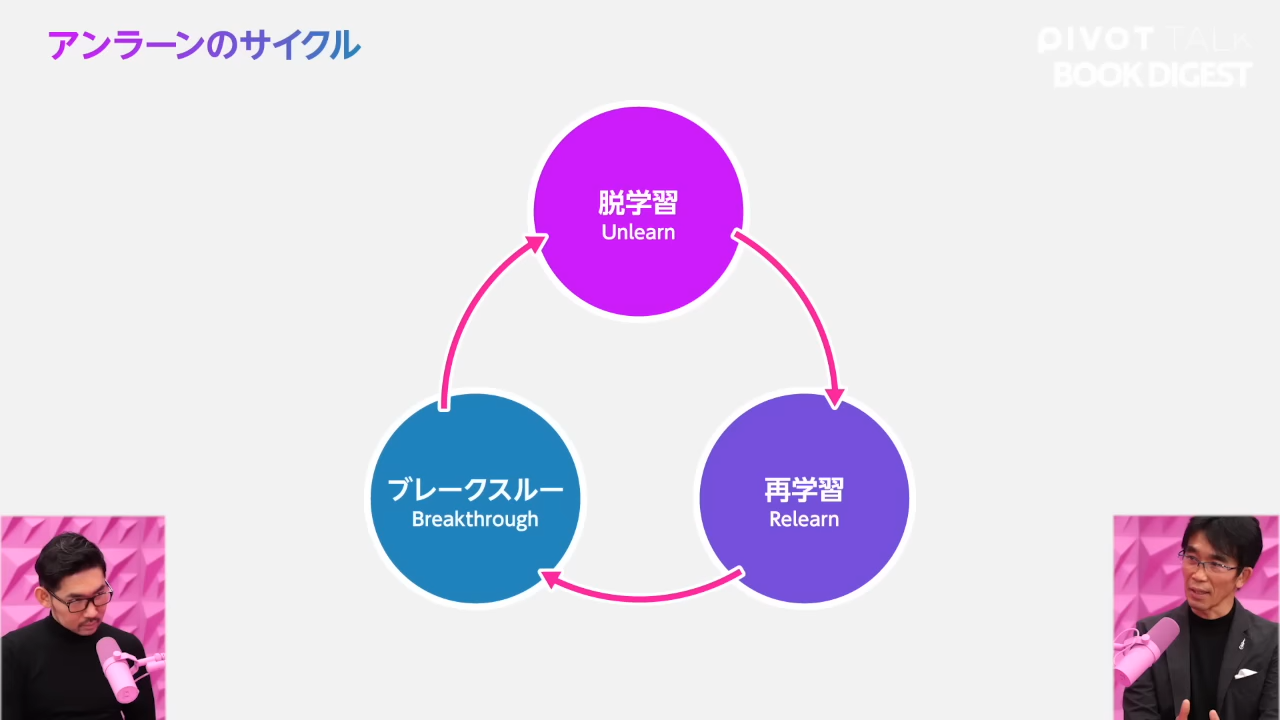 アンラーンのサイクル
PIVOT TALK
BOOK DIGEST
脱学習
Unlearn
ブレークスルー
Breakthrough
再学習
Relearn